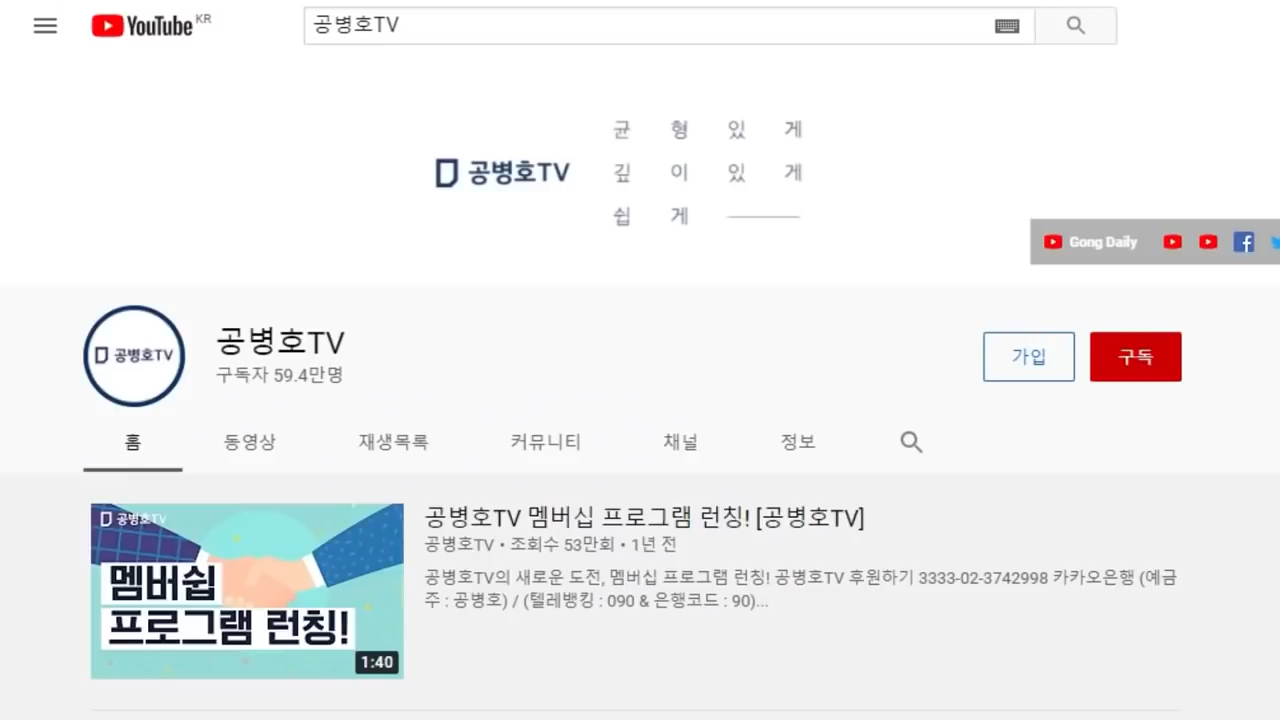 YouTube KR
공병호TV
균 형 있 게
공병호TV
깊 이 있 게
쉽 게
Gong Daily
공병호TV
공병호TV
구독자 59.4만명
가입
구독
홈
동영상
재생목록
커뮤니티
채널
정보
공병호TV
멤버쉽
프로그램 런칭!
1:40
공병호TV 멤버십 프로그램 런칭! [공병호TV]
공병호TV • 조회수 53만회 • 1년 전
공병호TV의 새로운 도전, 멤버십 프로그램 런칭! 공병호TV 후원하기 3333-02-3742998 카카오은행 (예금
주 : 공병호) / (텔레뱅킹 : 090 & 은행코드 : 90)...